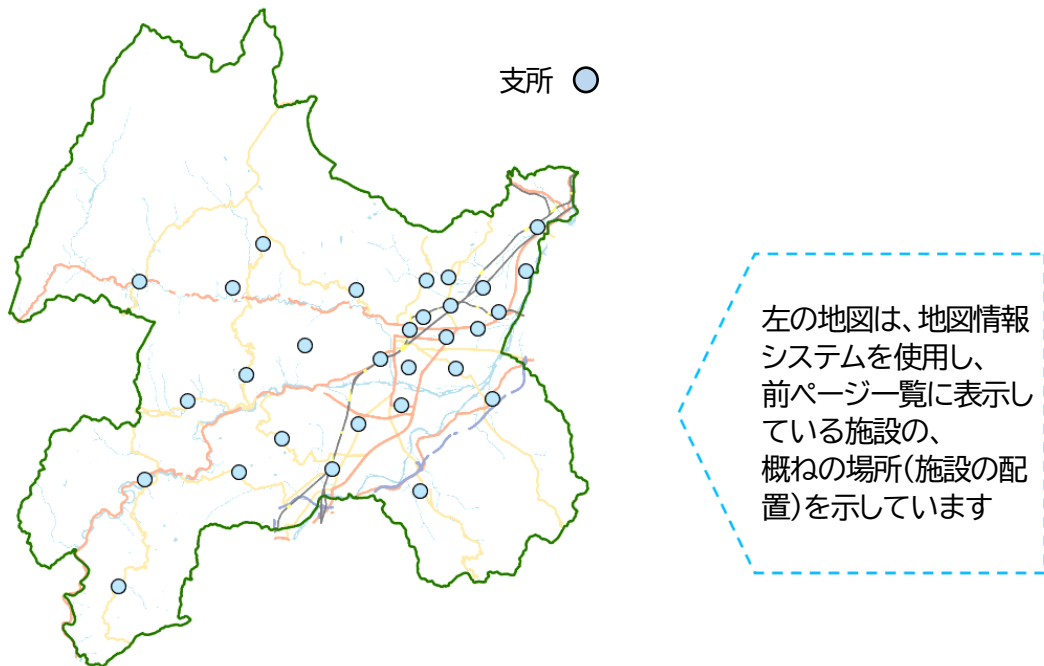 支所
左の地図は、地図情報
システムを使用し、
前ページ一覧に表示し
ている施設の、
概ねの場所(施設の配
置)を示しています